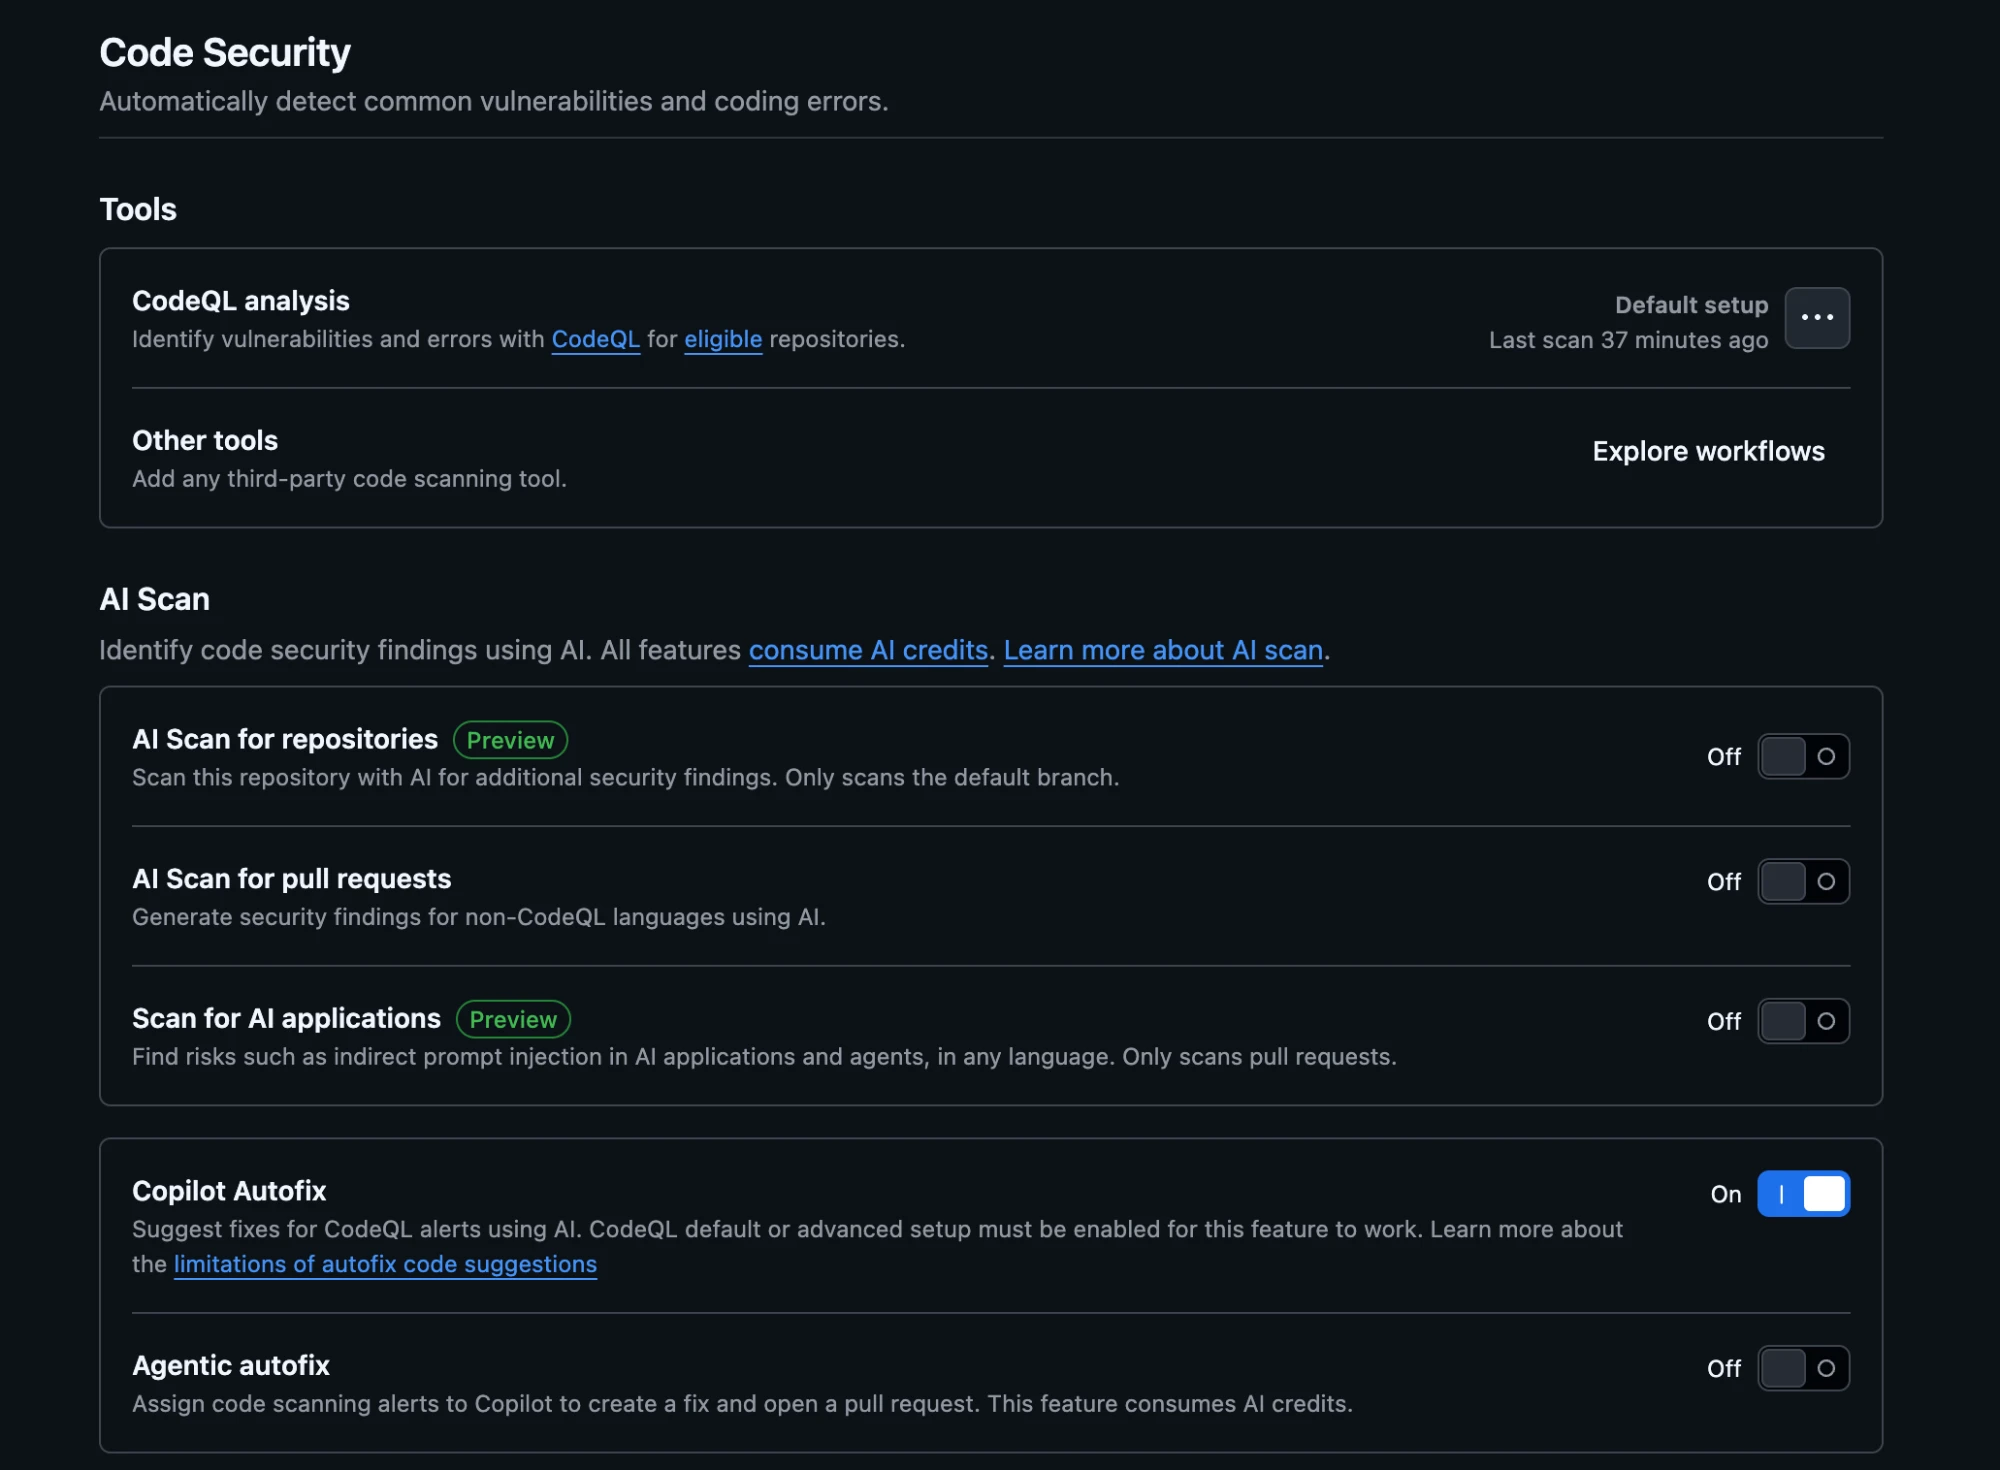 Code Security
Automatically detect common vulnerabilities and coding errors.
Tools
CodeQL analysis
Identify vulnerabilities and errors with CodeQL for eligible repositories.
Default setup
Last scan 37 minutes ago
Other tools
Add any third-party code scanning tool.
Explore workflows
AI Scan
Identify code security findings using AI. All features consume AI credits. Learn more about AI scan.
AI Scan for repositories Preview
Scan this repository with AI for additional security findings. Only scans the default branch.
Off
AI Scan for pull requests
Generate security findings for non-CodeQL languages using AI.
Off
Scan for AI applications Preview
Find risks such as indirect prompt injection in AI applications and agents, in any language. Only scans pull requests.
Off
Copilot Autofix
Suggest fixes for CodeQL alerts using AI. CodeQL default or advanced setup must be enabled for this feature to work. Learn more about
the limitations of autofix code suggestions
On
Agentic autofix
Assign code scanning alerts to Copilot to create a fix and open a pull request. This feature consumes AI credits.
Off